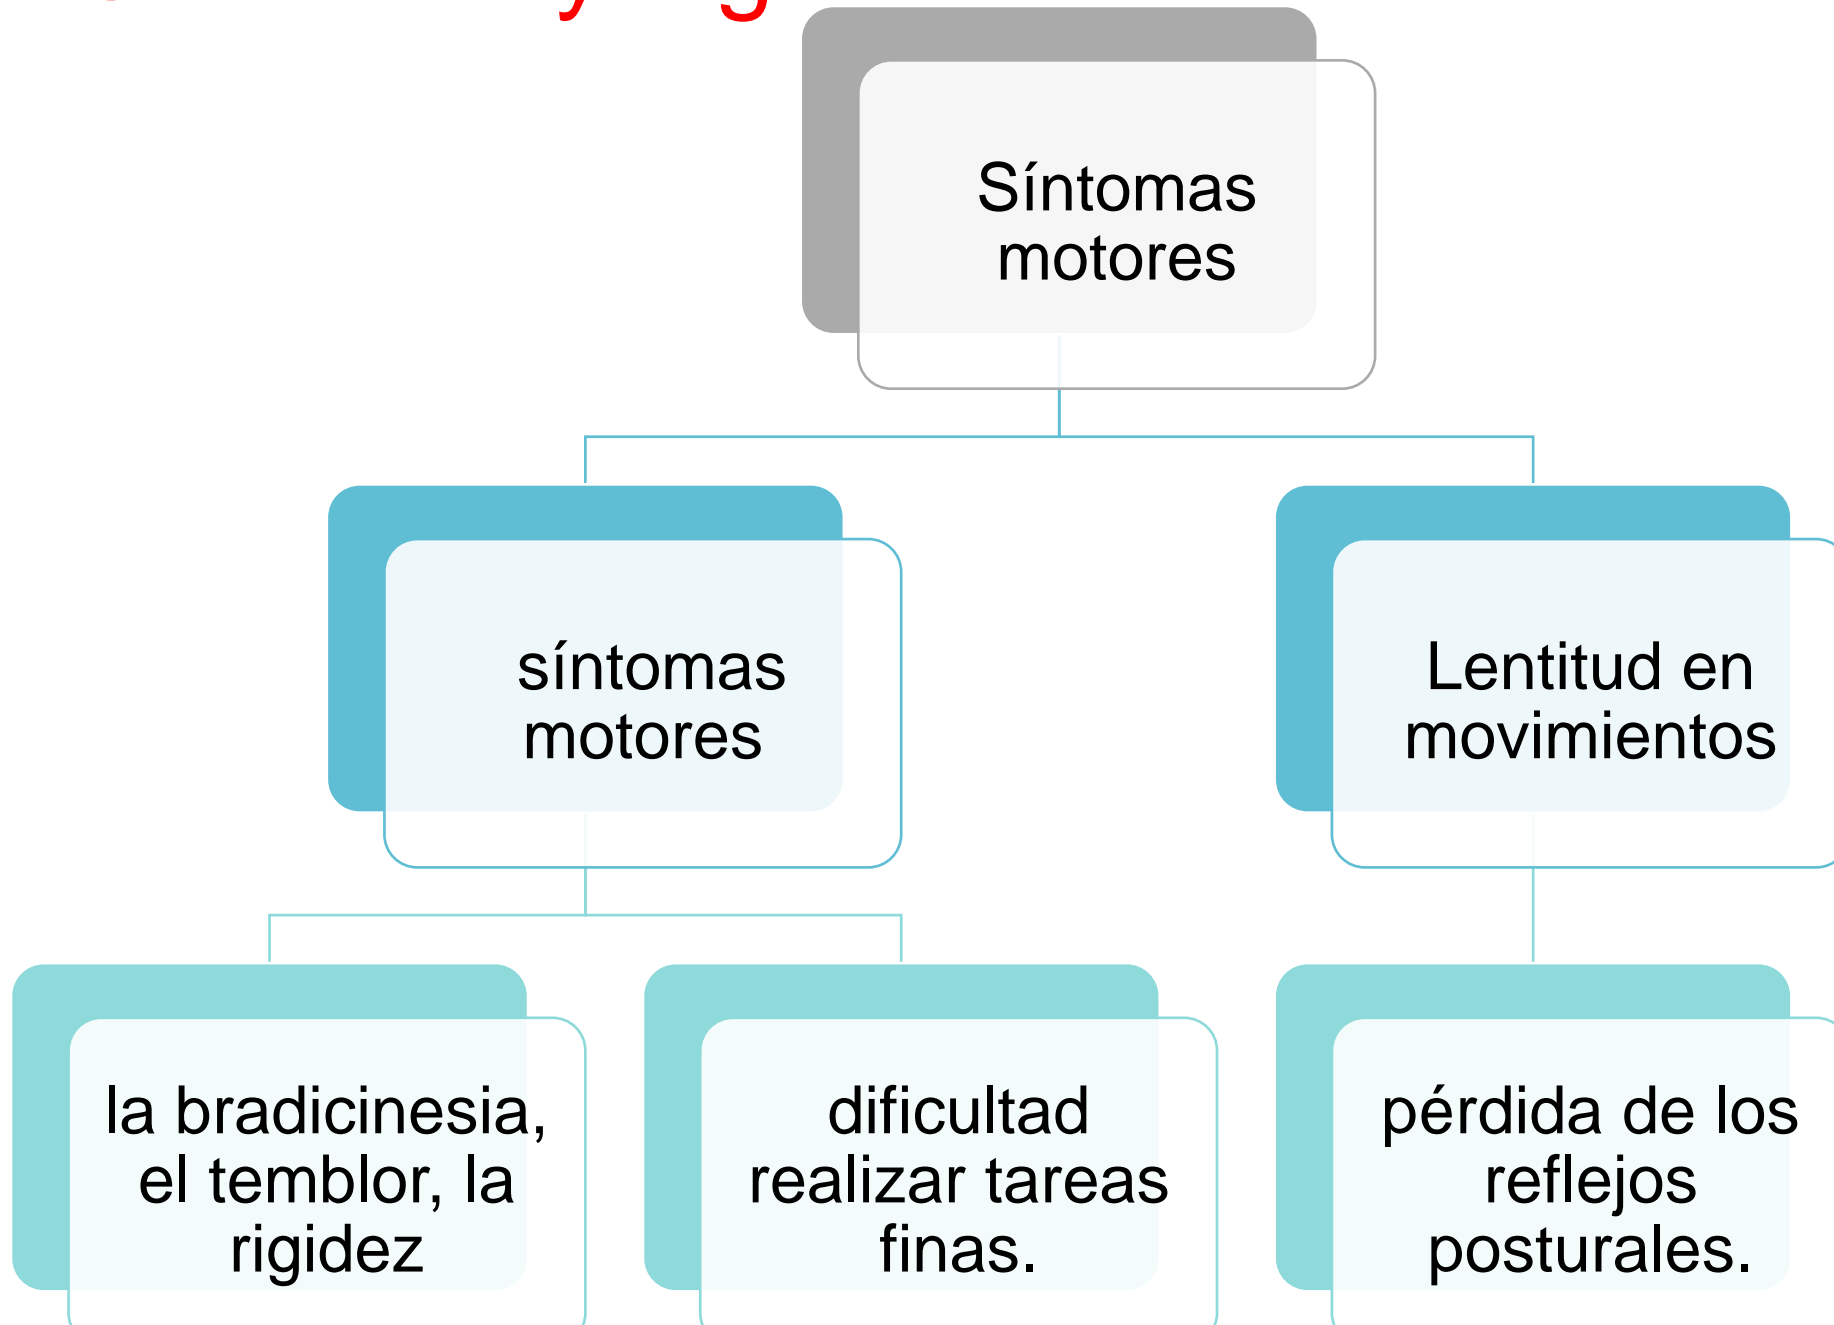 Síntomas
motores
síntomas
motores
Lentitud en
movimientos
la bradicinesia,
el temblor, la
rigidez
dificultad
realizar tareas
finas.
pérdida de los
reflejos
posturales.